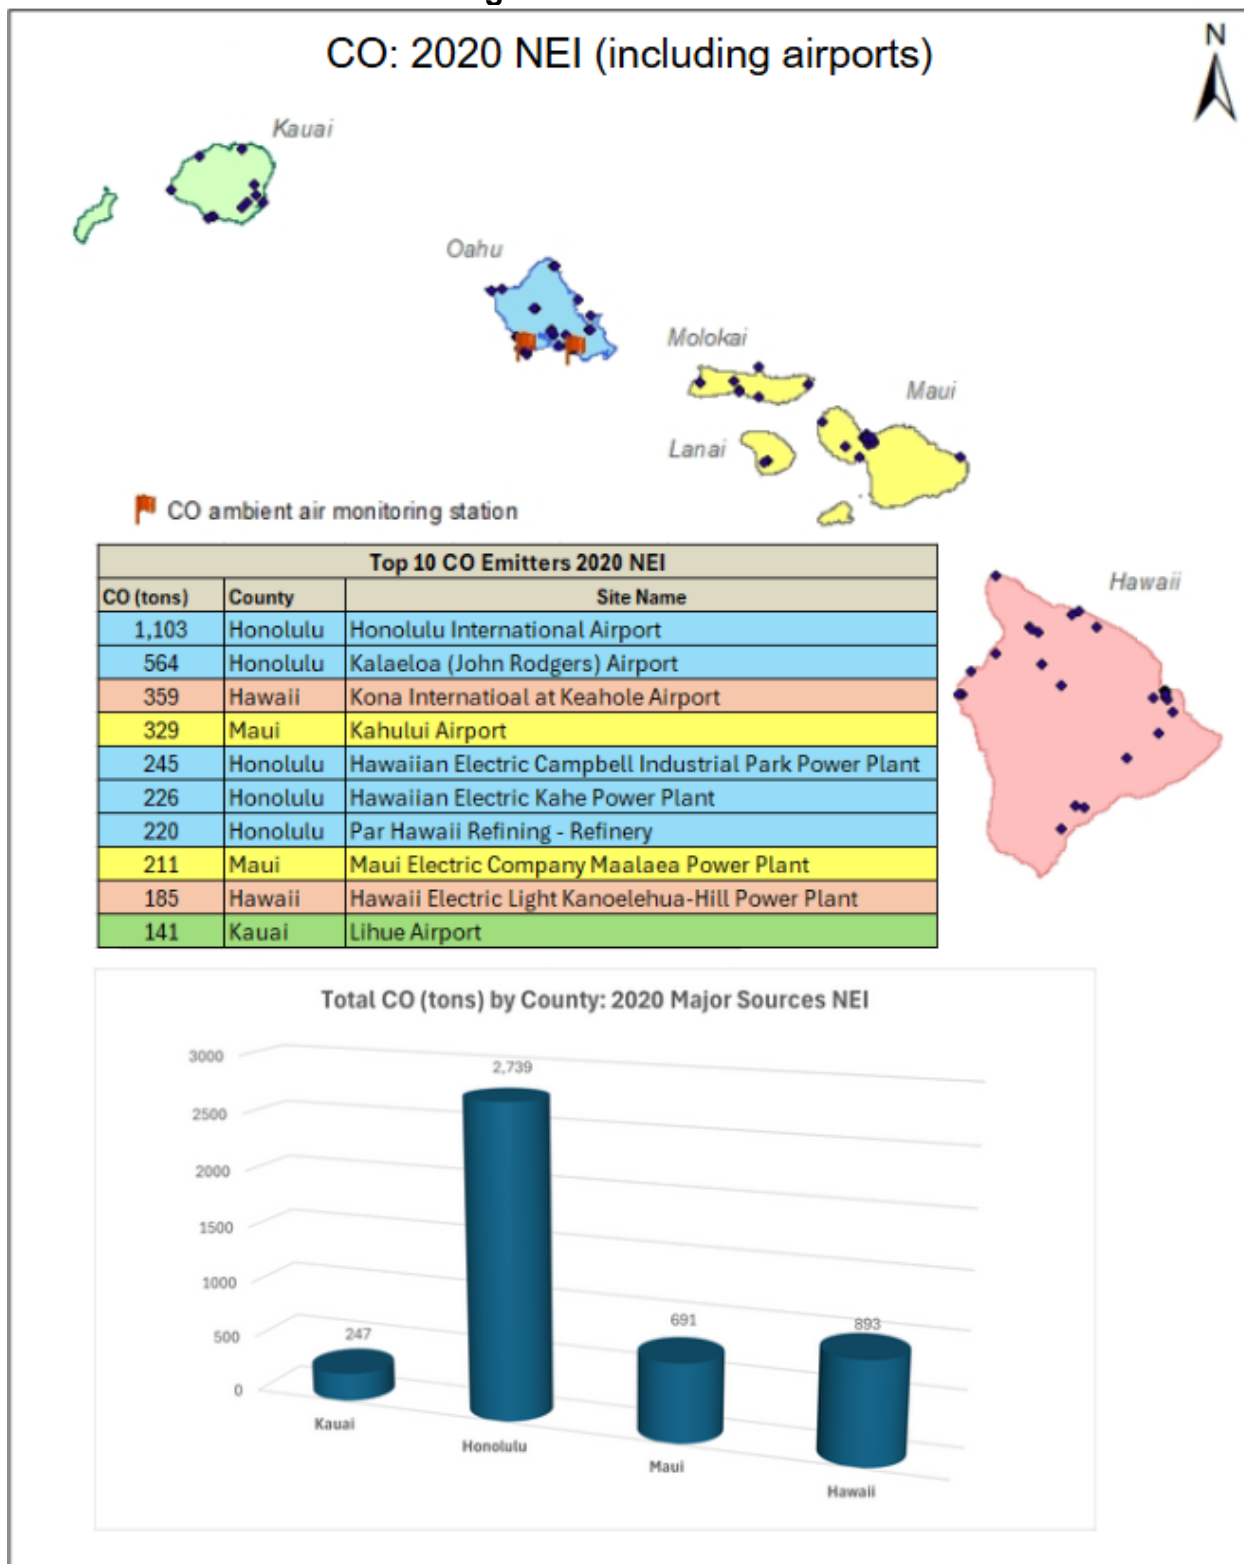 CO: 2020 NEI (including airports)
N
Kauai
Oahu
Molokai
Maui
Lanai
CO ambient air monitoring station
Hawaii
Top 10 CO Emitters 2020 NEI
CO (tons) County Site Name
1,103 Honolulu Honolulu International Airport
564 Honolulu Kalaeloa (John Rodgers) Airport
359 Hawaii Kona Internatioal at Keahole Airport
329 Maui Kahului Airport
245 Honolulu Hawaiian Electric Campbell Industrial Park Power Plant
226 Honolulu Hawaiian Electric Kahe Power Plant
220 Honolulu Par Hawaii Refining - Refinery
211 Maui Maui Electric Company Maalaea Power Plant
185 Hawaii Hawaii Electric Light Kanoelehua-Hill Power Plant
141 Kauai Lihue Airport
Total CO (tons) by County: 2020 Major Sources NEI
3000
2500
2000
1500
1000
500
0
247
2,739
691
893
Kauai
Honolulu
Maui
Hawaii